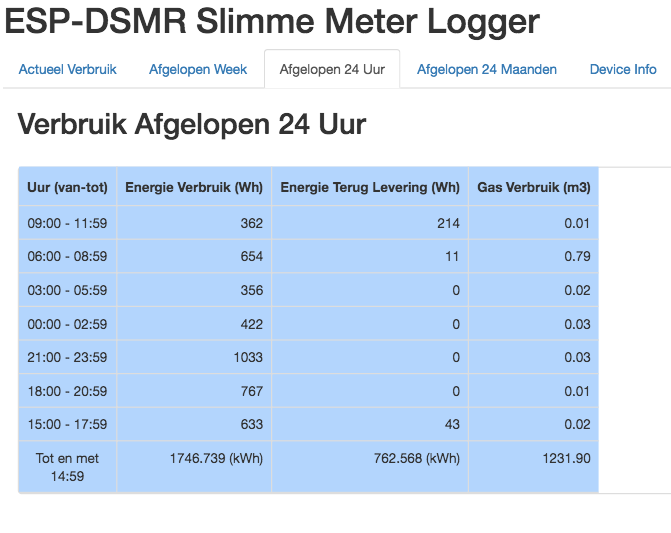 ESP-DSMR Slimme Meter Logger
Actueel Verbruik Afgelopen Week Afgelopen 24 Uur Afgelopen 24 Maanden Device Info
Verbruik Afgelopen 24 Uur
Uur (van-tot) Energie Verbruik (Wh) Energie Terug Levering (Wh) Gas Verbruik (m3)
09:00 - 11:59 362 214 0.01
06:00 - 08:59 654 11 0.79
03:00 - 05:59 356 0 0.02
00:00 - 02:59 422 0 0.03
21:00 - 23:59 1033 0 0.03
18:00 - 20:59 767 0 0.01
15:00 - 17:59 633 43 0.02
Tot en met 1746.739 (kWh) 762.568 (kWh) 1231.90
14:59